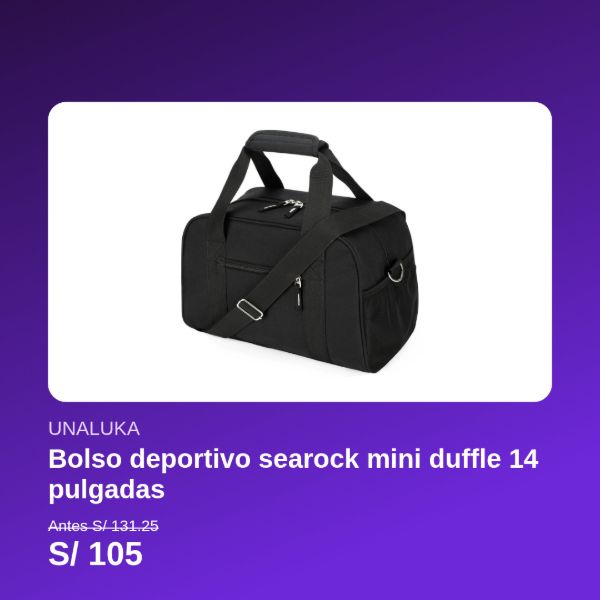 UNALUKA
Bolso deportivo searock mini duffle 14
pulgadas
Antes S/ 131.25
S/ 105